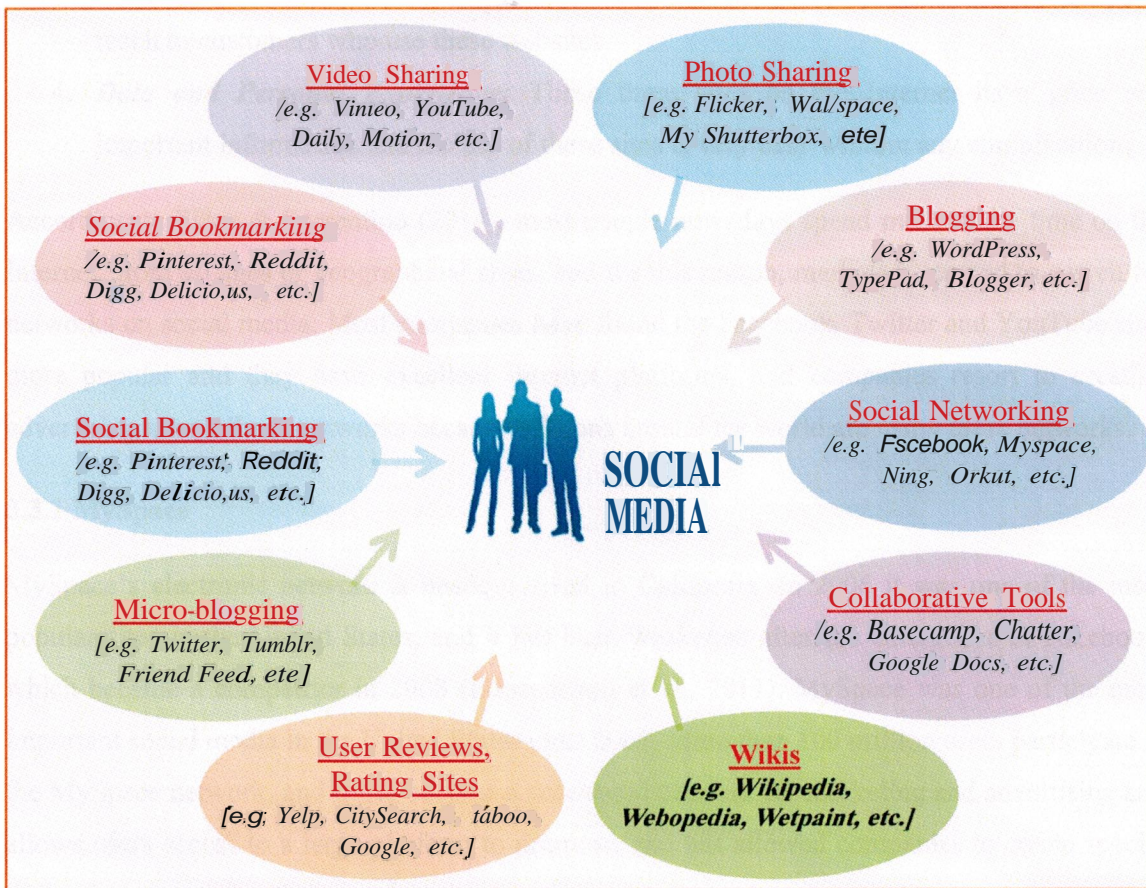 Video Sharing
/e.g. Vinıeo, YouTube,
Daily, Motion, etc.]
Photo Sharing
[e.g. Flicker, Wal/space,
My Shutterbox, ete]
Social Bookmarkiııg
/e.g. Pinterest, Reddit,
Digg, Delicio,us, etc.]
Blogging
/e.g. WordPress,
TypePad, Blogger, etc.]
Social Bookmarking
/e.g. Pinterest,' Reddit;
Digg, Delicio,us, etc.]
SOCIAl
MEDIA
Social Networking
/e.g. Fscebook, Myspace,
Ning, Orkut, etc.]
Micro-blogging
[e.g. Twitter, Tumblr,
Friend Feed, ete]
Collaborative Tools
/e.g. Basecamp, Chatter,
Google Docs, etc.]
User Reviews,
Rating Sites
[e.g; Yelp, CitySearch, táboo,
Google, etc.]
Wikis
[e.g. Wikipedia,
Webopedia, Wetpaint, etc.]